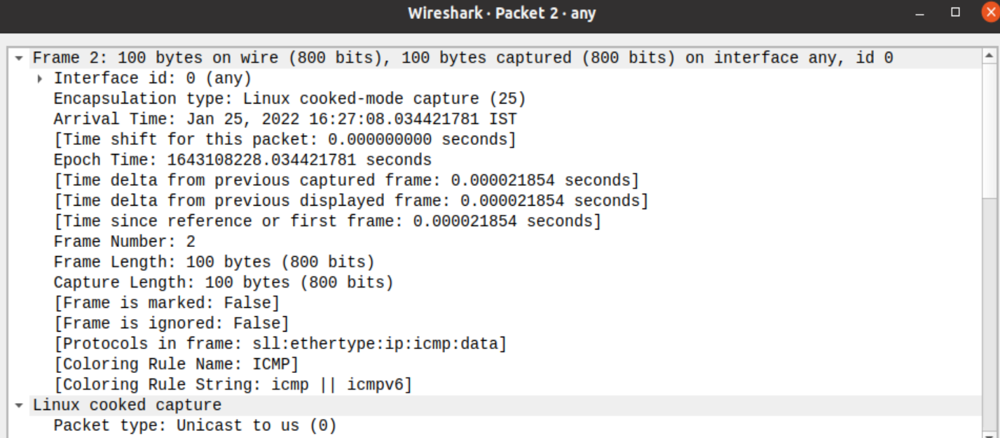 Wireshark · Packet 2 · any
Frame 2: 100 bytes on wire (800 bits), 100 bytes captured (800 bits) on interface any, id 0
Interface id: 0 (any)
Encapsulation type: Linux cooked-mode capture (25)
Arrival Time: Jan 25, 2022 16:27:08.034421781 IST
[Time shift for this packet: 0.000000000 seconds]
Epoch Time: 1643108228.034421781 seconds
[Time delta from previous captured frame: 0.000021854 seconds]
[Time delta from previous displayed frame: 0.000021854 seconds]
[Time since reference or first frame: 0.000021854 seconds]
Frame Number: 2
Frame Length: 100 bytes (800 bits)
Capture Length: 100 bytes (800 bits)
[Frame is marked: False]
[Frame is ignored: False]
[Protocols in frame: sll:ethertype:ip:icmp:data]
[Coloring Rule Name: ICMP]
[Coloring Rule String: icmp || icmpv6]
Linux cooked capture
Packet type: Unicast to us (0)